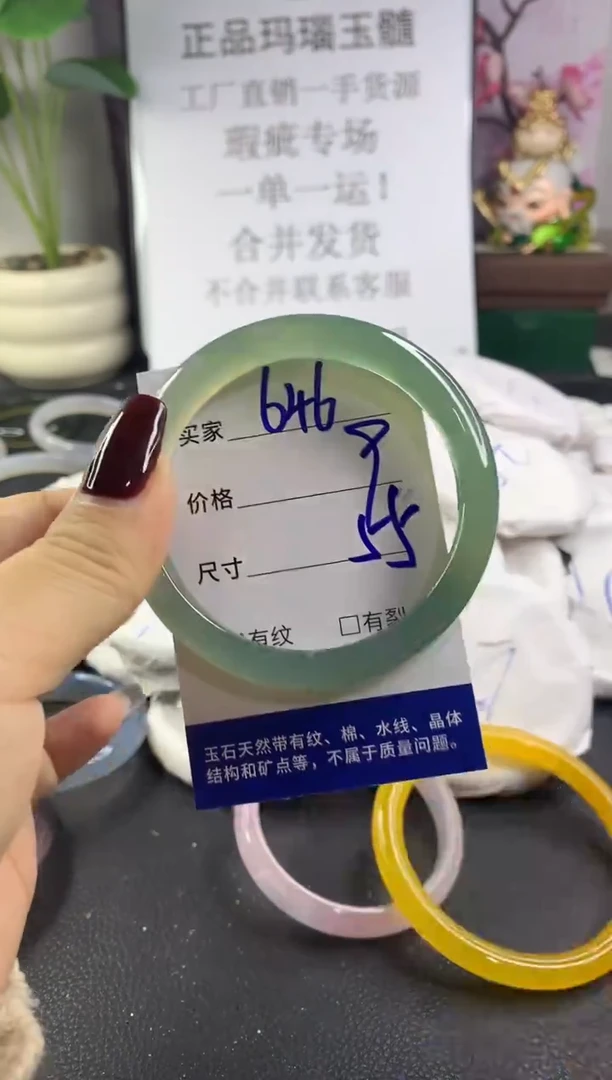 正品玛瑙玉髓
工厂直销一手货源
瑕疵专场
一单一运!
合并发货
不合并联系客服
买家 646
价格
尺寸 55
有纹 □有裂
玉石天然带有纹、棉、水线、晶体
结构和矿点等，不属于质量问题。